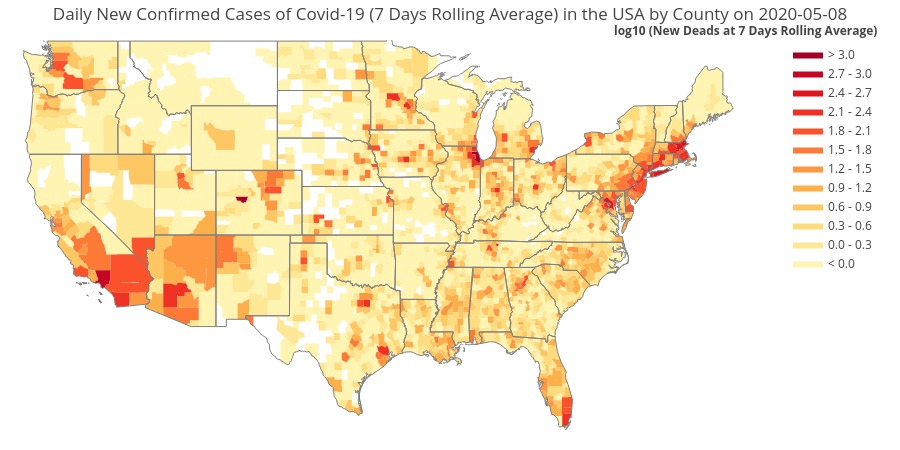 Daily New Confirmed Cases of Covid-19 (7 Days Rolling Average) in the USA by County on 2020-05-08
log10 (New Deads at 7 Days Rolling Average)
> 3.0
2.7 - 3.0
2.4 - 2.7
2.1 - 2.4
1.8 - 2.1
1.5 - 1.8
1.2 - 1.5
0.9 - 1.2
0.6 - 0.9
0.3 - 0.6
0.0 - 0.3
< 0.0